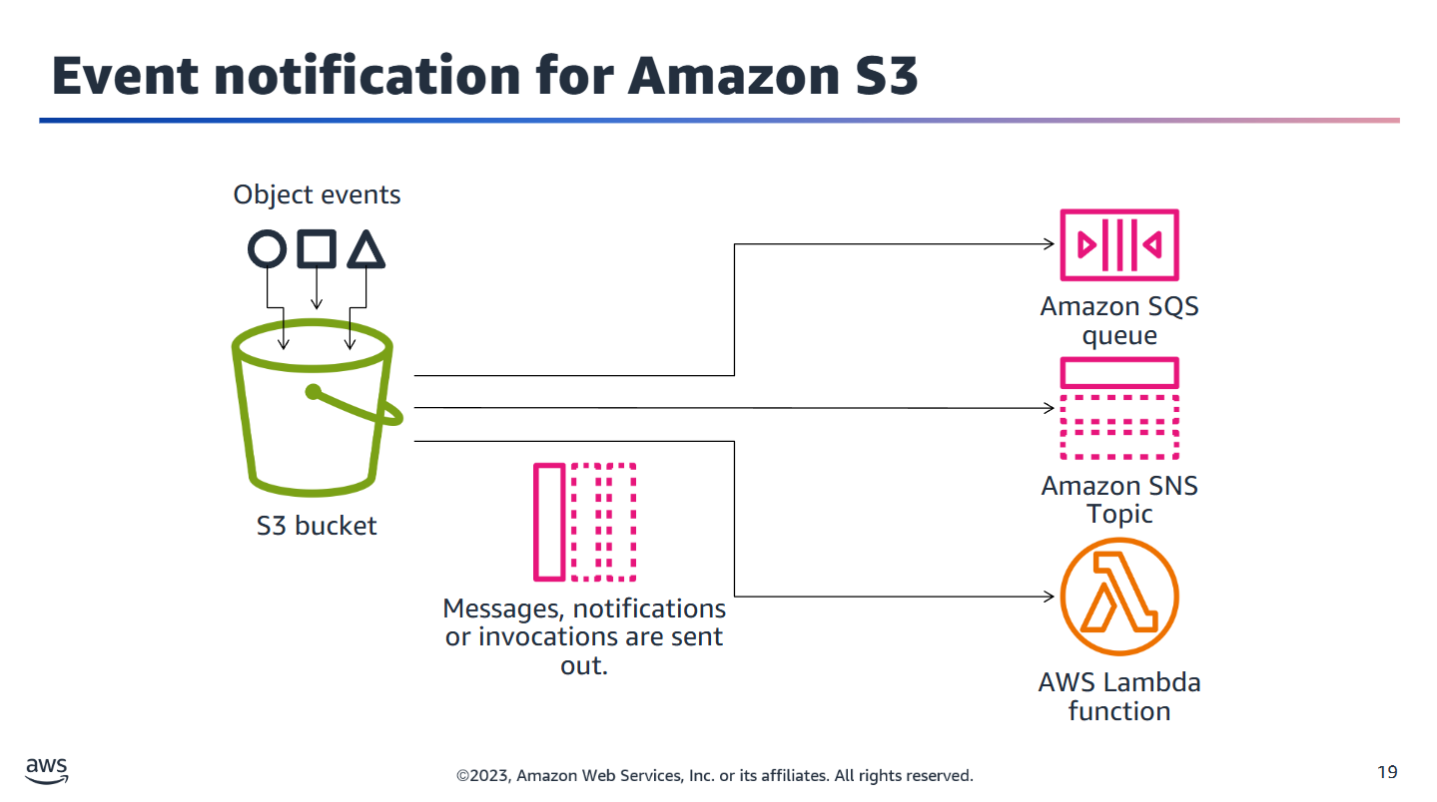 Event notification for Amazon S3
Object events
S3 bucket
Messages, notifications
or invocations are sent
out.
Amazon SQS
queue
Amazon SNS
Topic
AWS Lambda
function
aws
©2023, Amazon Web Services, Inc. or its affiliates. All rights reserved.
19